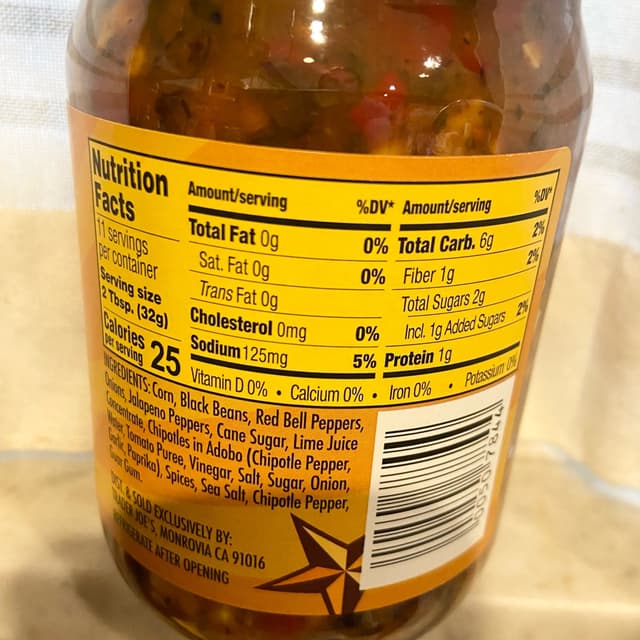 Nutrition
Facts
11 servings
per container
Serving size
2 Tbsp. (32g)
Calories
per serving 25
Amount/serving %DV*
Total Fat 0g 0%
Sat. Fat 0g 0%
Trans Fat 0g
Cholesterol 0mg 0%
Sodium 125mg 5%
Amount/serving %DV*
Total Carb. 6g 2%
Fiber 1g 2%
Total Sugars 2g
Incl. 1g Added Sugars 2%
Protein 1g
Vitamin D 0% • Calcium 0% • Iron 0% • Potassium 0%
INGREDIENTS: Corn, Black Beans, Red Bell Peppers,
Onions, Jalapeno Peppers, Cane Sugar, Lime Juice
Concentrate, Chipotles in Adobo (Chipotle Pepper,
Water, Tomato Puree, Vinegar, Salt, Sugar, Onion,
Garlic, Paprika), Spices, Sea Salt, Chipotle Pepper,
Guar Gum.
DIST. & SOLD EXCLUSIVELY BY:
TRADER JOE'S, MONROVIA CA 91016
REFRIGERATE AFTER OPENING